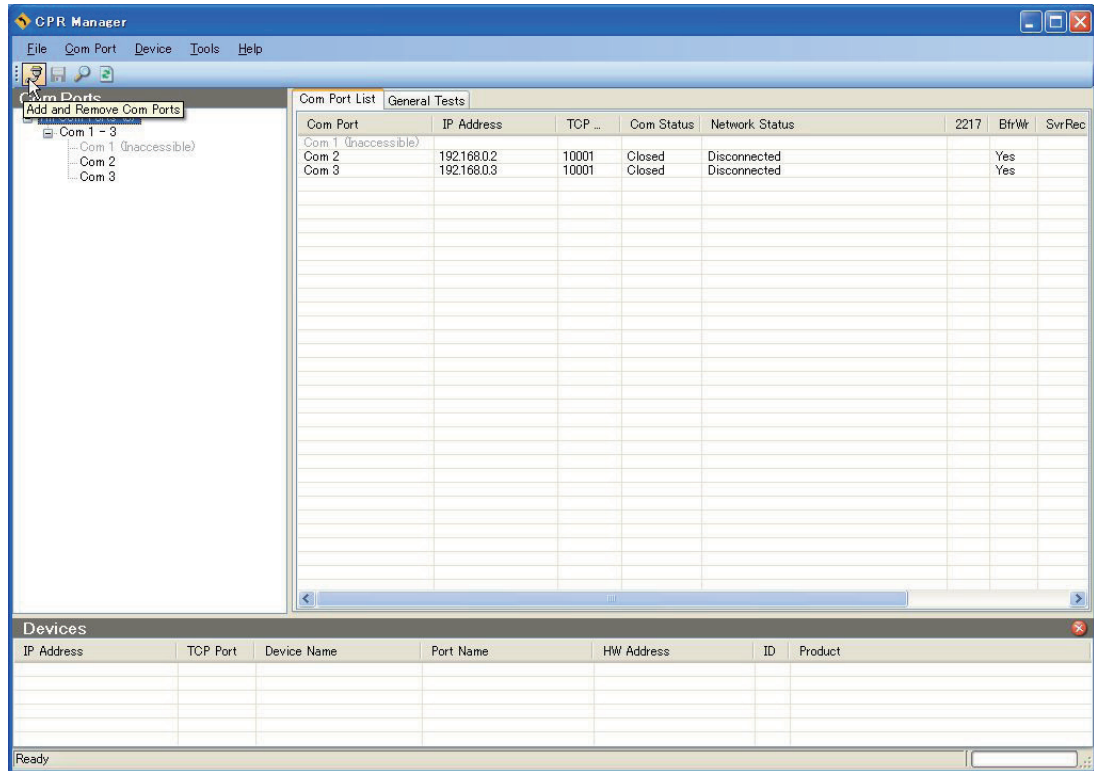 CPR Manager
File Com Port Device Tools Help
Com Ports
Add and Remove Com Ports
Com 1 - 3
Com 1 (Inaccessible)
Com 2
Com 3
Com Port List General Tests
Com Port IP Address TCP ... Com Status Network Status 2217 BfrWr SvrRec
Com 1 (Inaccessible)
Com 2 192.168.0.2 10001 Closed Disconnected Yes
Com 3 192.168.0.3 10001 Closed Disconnected Yes
Devices
IP Address TCP Port Device Name Port Name HW Address ID Product
Ready